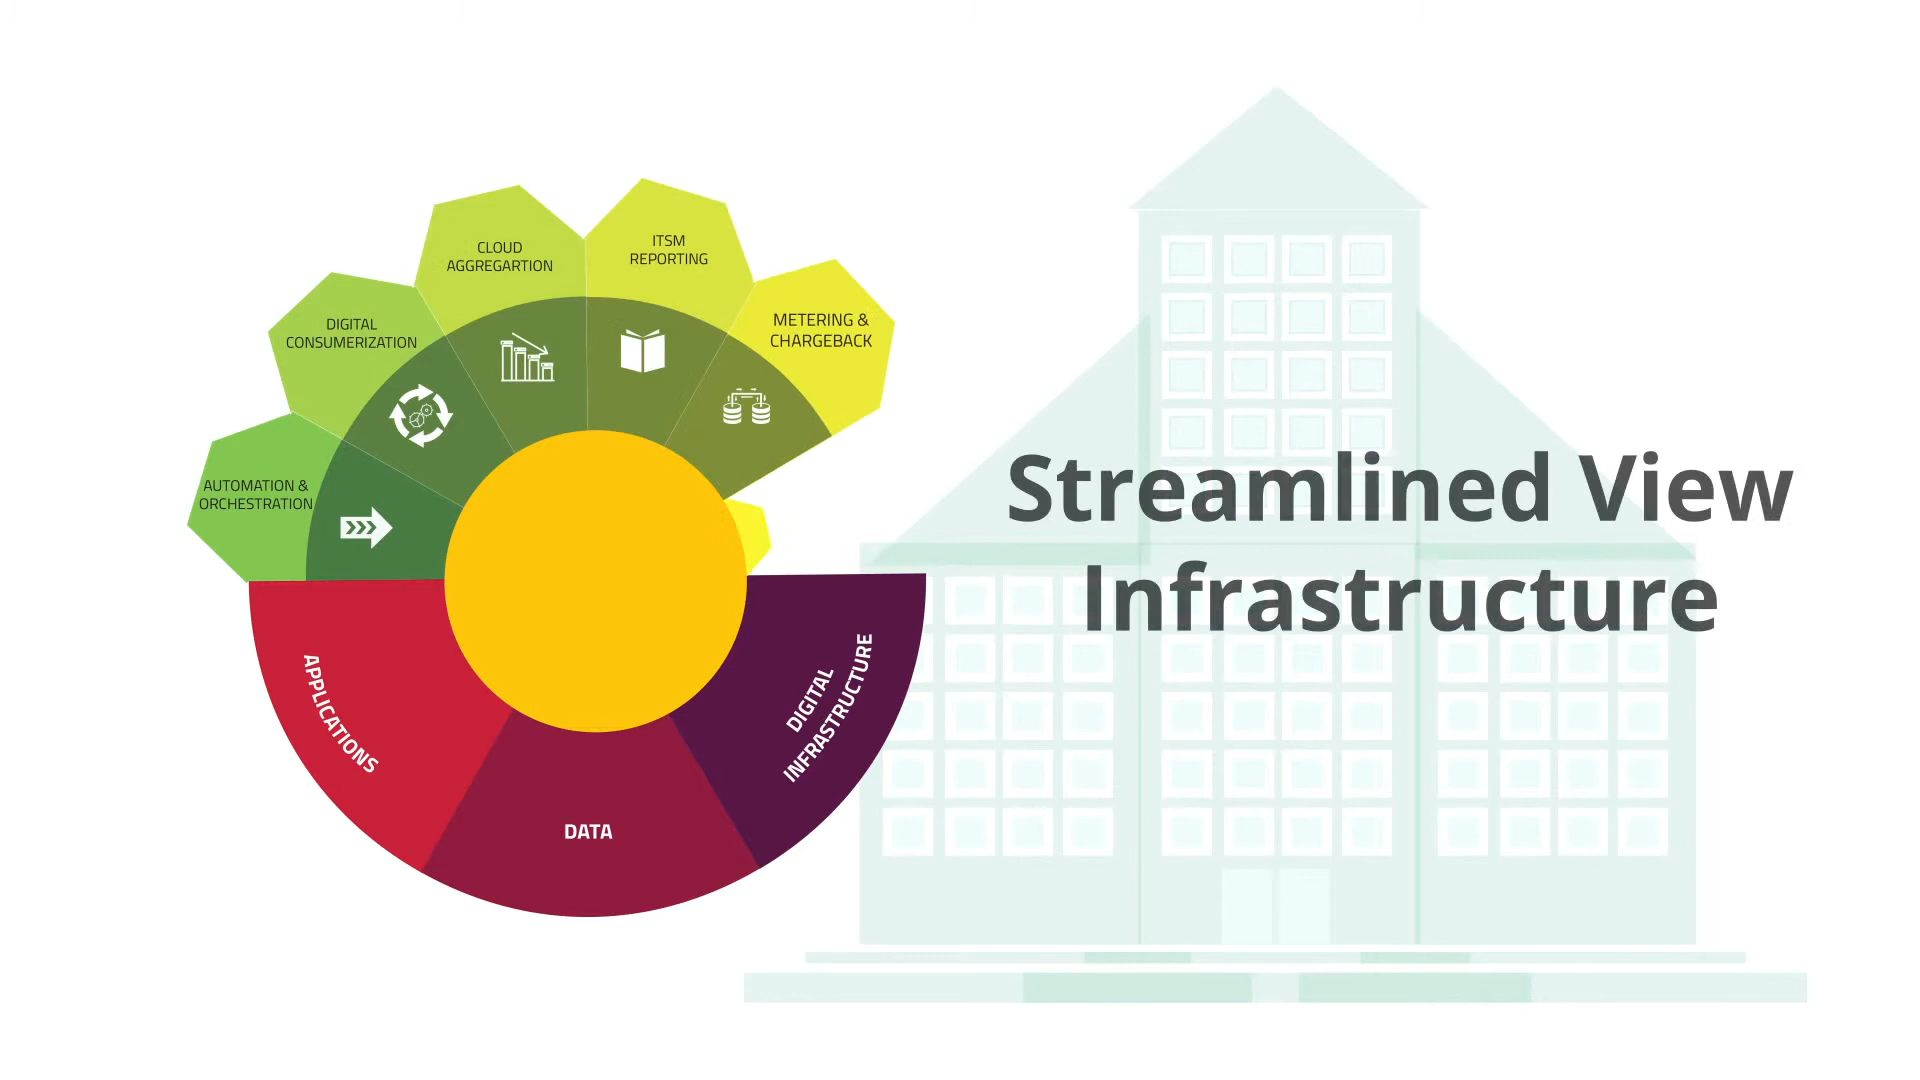 CLOUD
AGGREGARTION
ITSM
REPORTING
DIGITAL
CONSUMERIZATION
METERING &
CHARGEBACK
AUTOMATION &
ORCHESTRATION
Streamlined View
Infrastructure
APPLICATIONS
DATA
DIGITAL
INFRASTRUCTURE